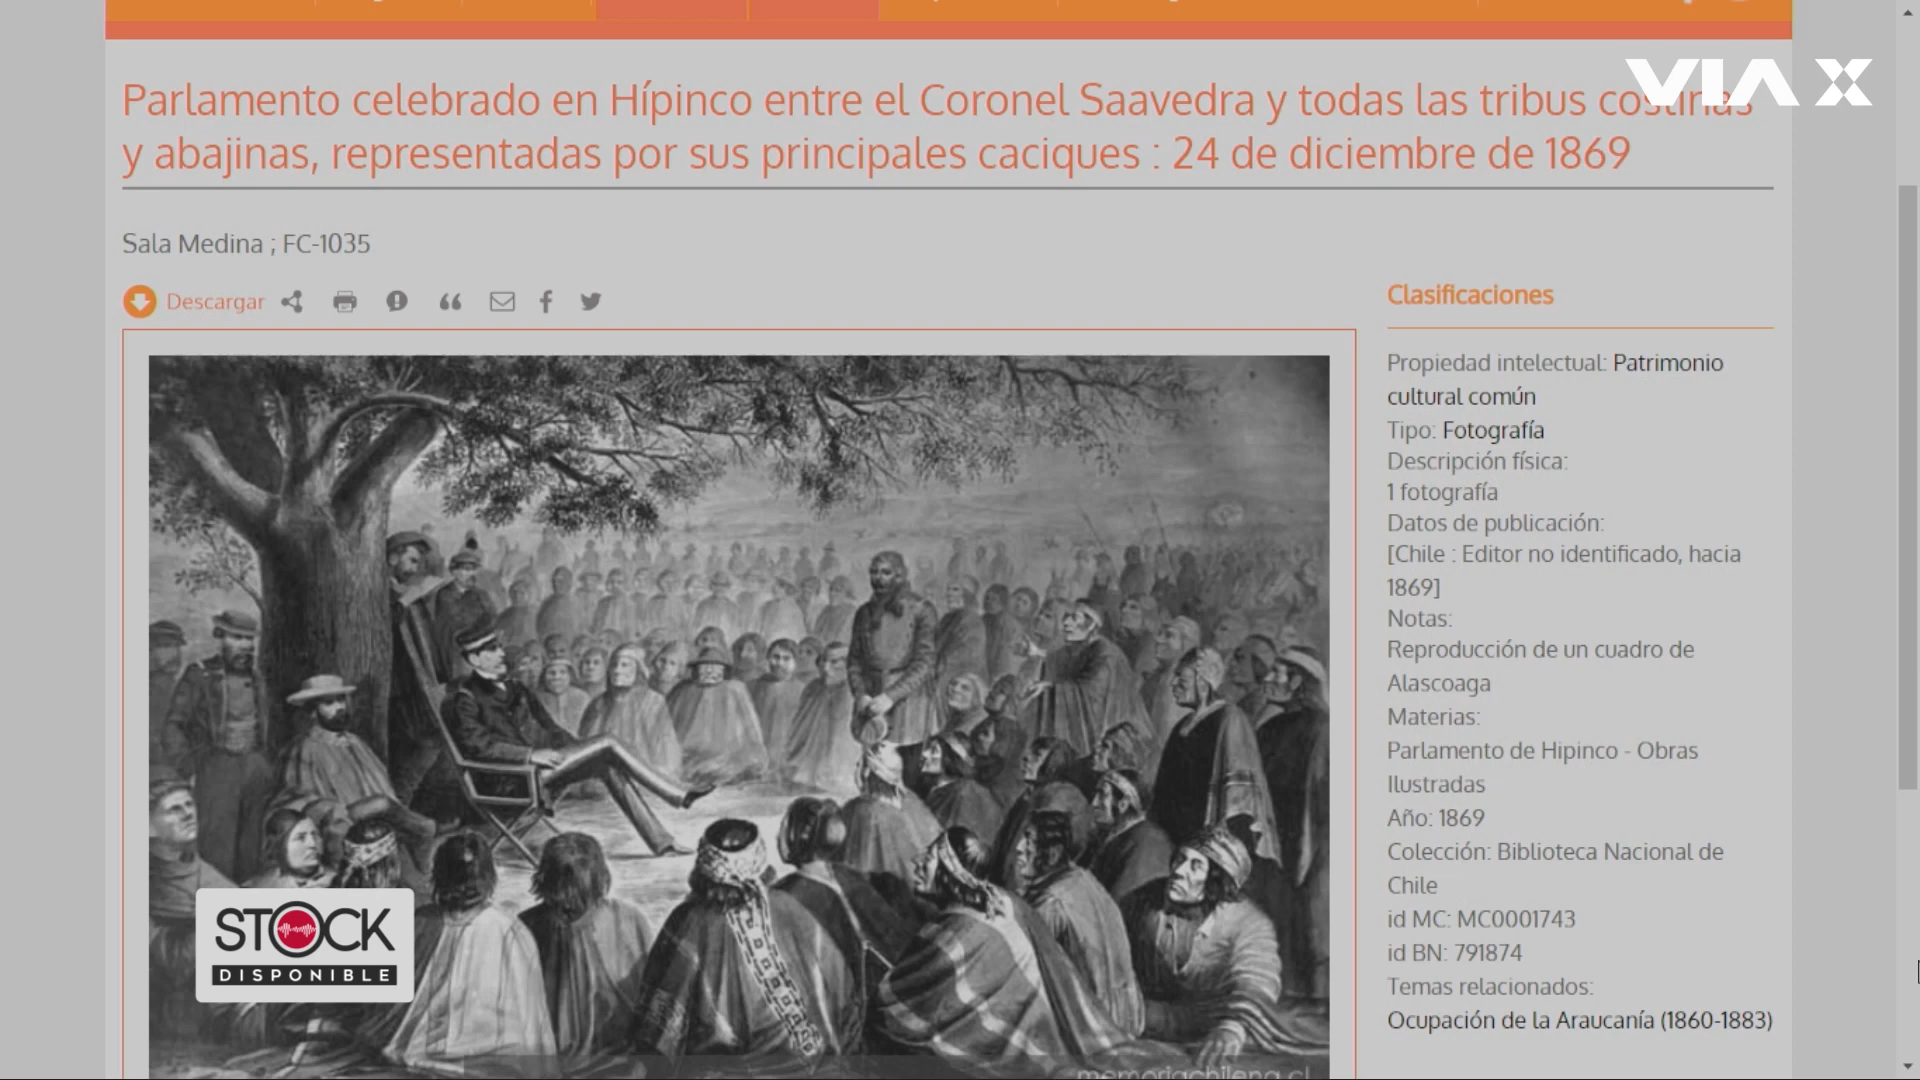 VIA X
Parlamento celebrado en Hípinco entre el Coronel Saavedra y todas las tribus costinas
y abajinas, representadas por sus principales caciques : 24 de diciembre de 1869
Sala Medina ; FC-1035
Descargar
Clasificaciones
Propiedad intelectual: Patrimonio
cultural común
Tipo: Fotografía
Descripción física:
1 fotografía
Datos de publicación:
[Chile : Editor no identificado, hacia
1869]
Notas:
Reproducción de un cuadro de
Alascoaga
Materias:
Parlamento de Hipinco - Obras
Ilustradas
Año: 1869
Colección: Biblioteca Nacional de
Chile
id MC: MC0001743
id BN: 791874
Temas relacionados:
Ocupación de la Araucanía (1860-1883)
STOCK
DISPONIBLE
memoriachilena.cl